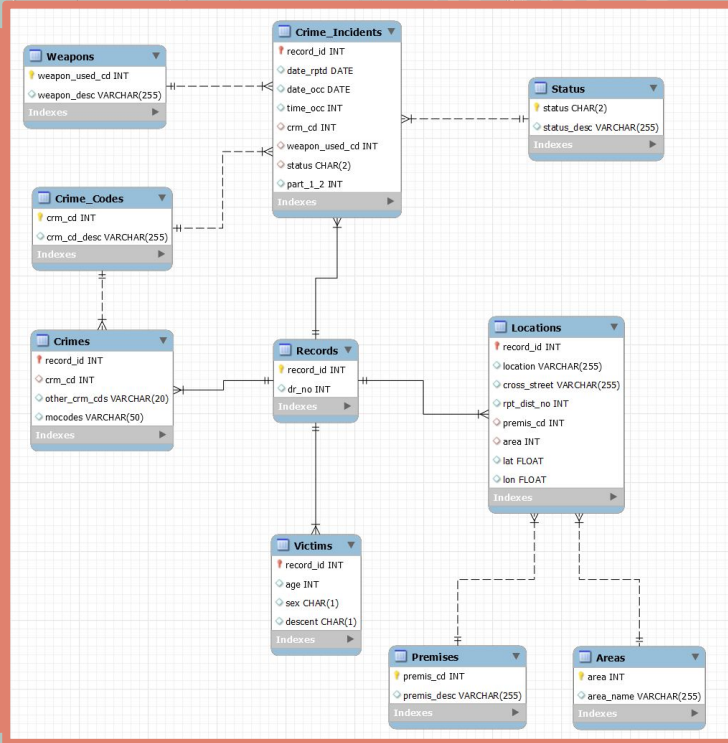 Weapons
weapon_used_cd INT
weapon_desc VARCHAR(255)
Indexes
Crime_Incidents
record_id INT
date_rptd DATE
date_occ DATE
time_occ INT
crm_cd INT
weapon_used_cd INT
status CHAR(2)
part_1_2 INT
Indexes
Status
status CHAR(2)
status_desc VARCHAR(255)
Indexes
Crime_Codes
crm_cd INT
crm_cd_desc VARCHAR(255)
Indexes
Crimes
record_id INT
crm_cd INT
other_crm_cds VARCHAR(20)
mocodes VARCHAR(50)
Indexes
Records
record_id INT
dr_no INT
Indexes
Locations
record_id INT
location VARCHAR(255)
cross_street VARCHAR(255)
rpt_dist_no INT
premis_cd INT
area INT
lat FLOAT
lon FLOAT
Indexes
Victims
record_id INT
age INT
sex CHAR(1)
descent CHAR(1)
Indexes
Premises
premis_cd INT
premis_desc VARCHAR(255)
Indexes
Areas
area INT
area_name VARCHAR(255)
Indexes